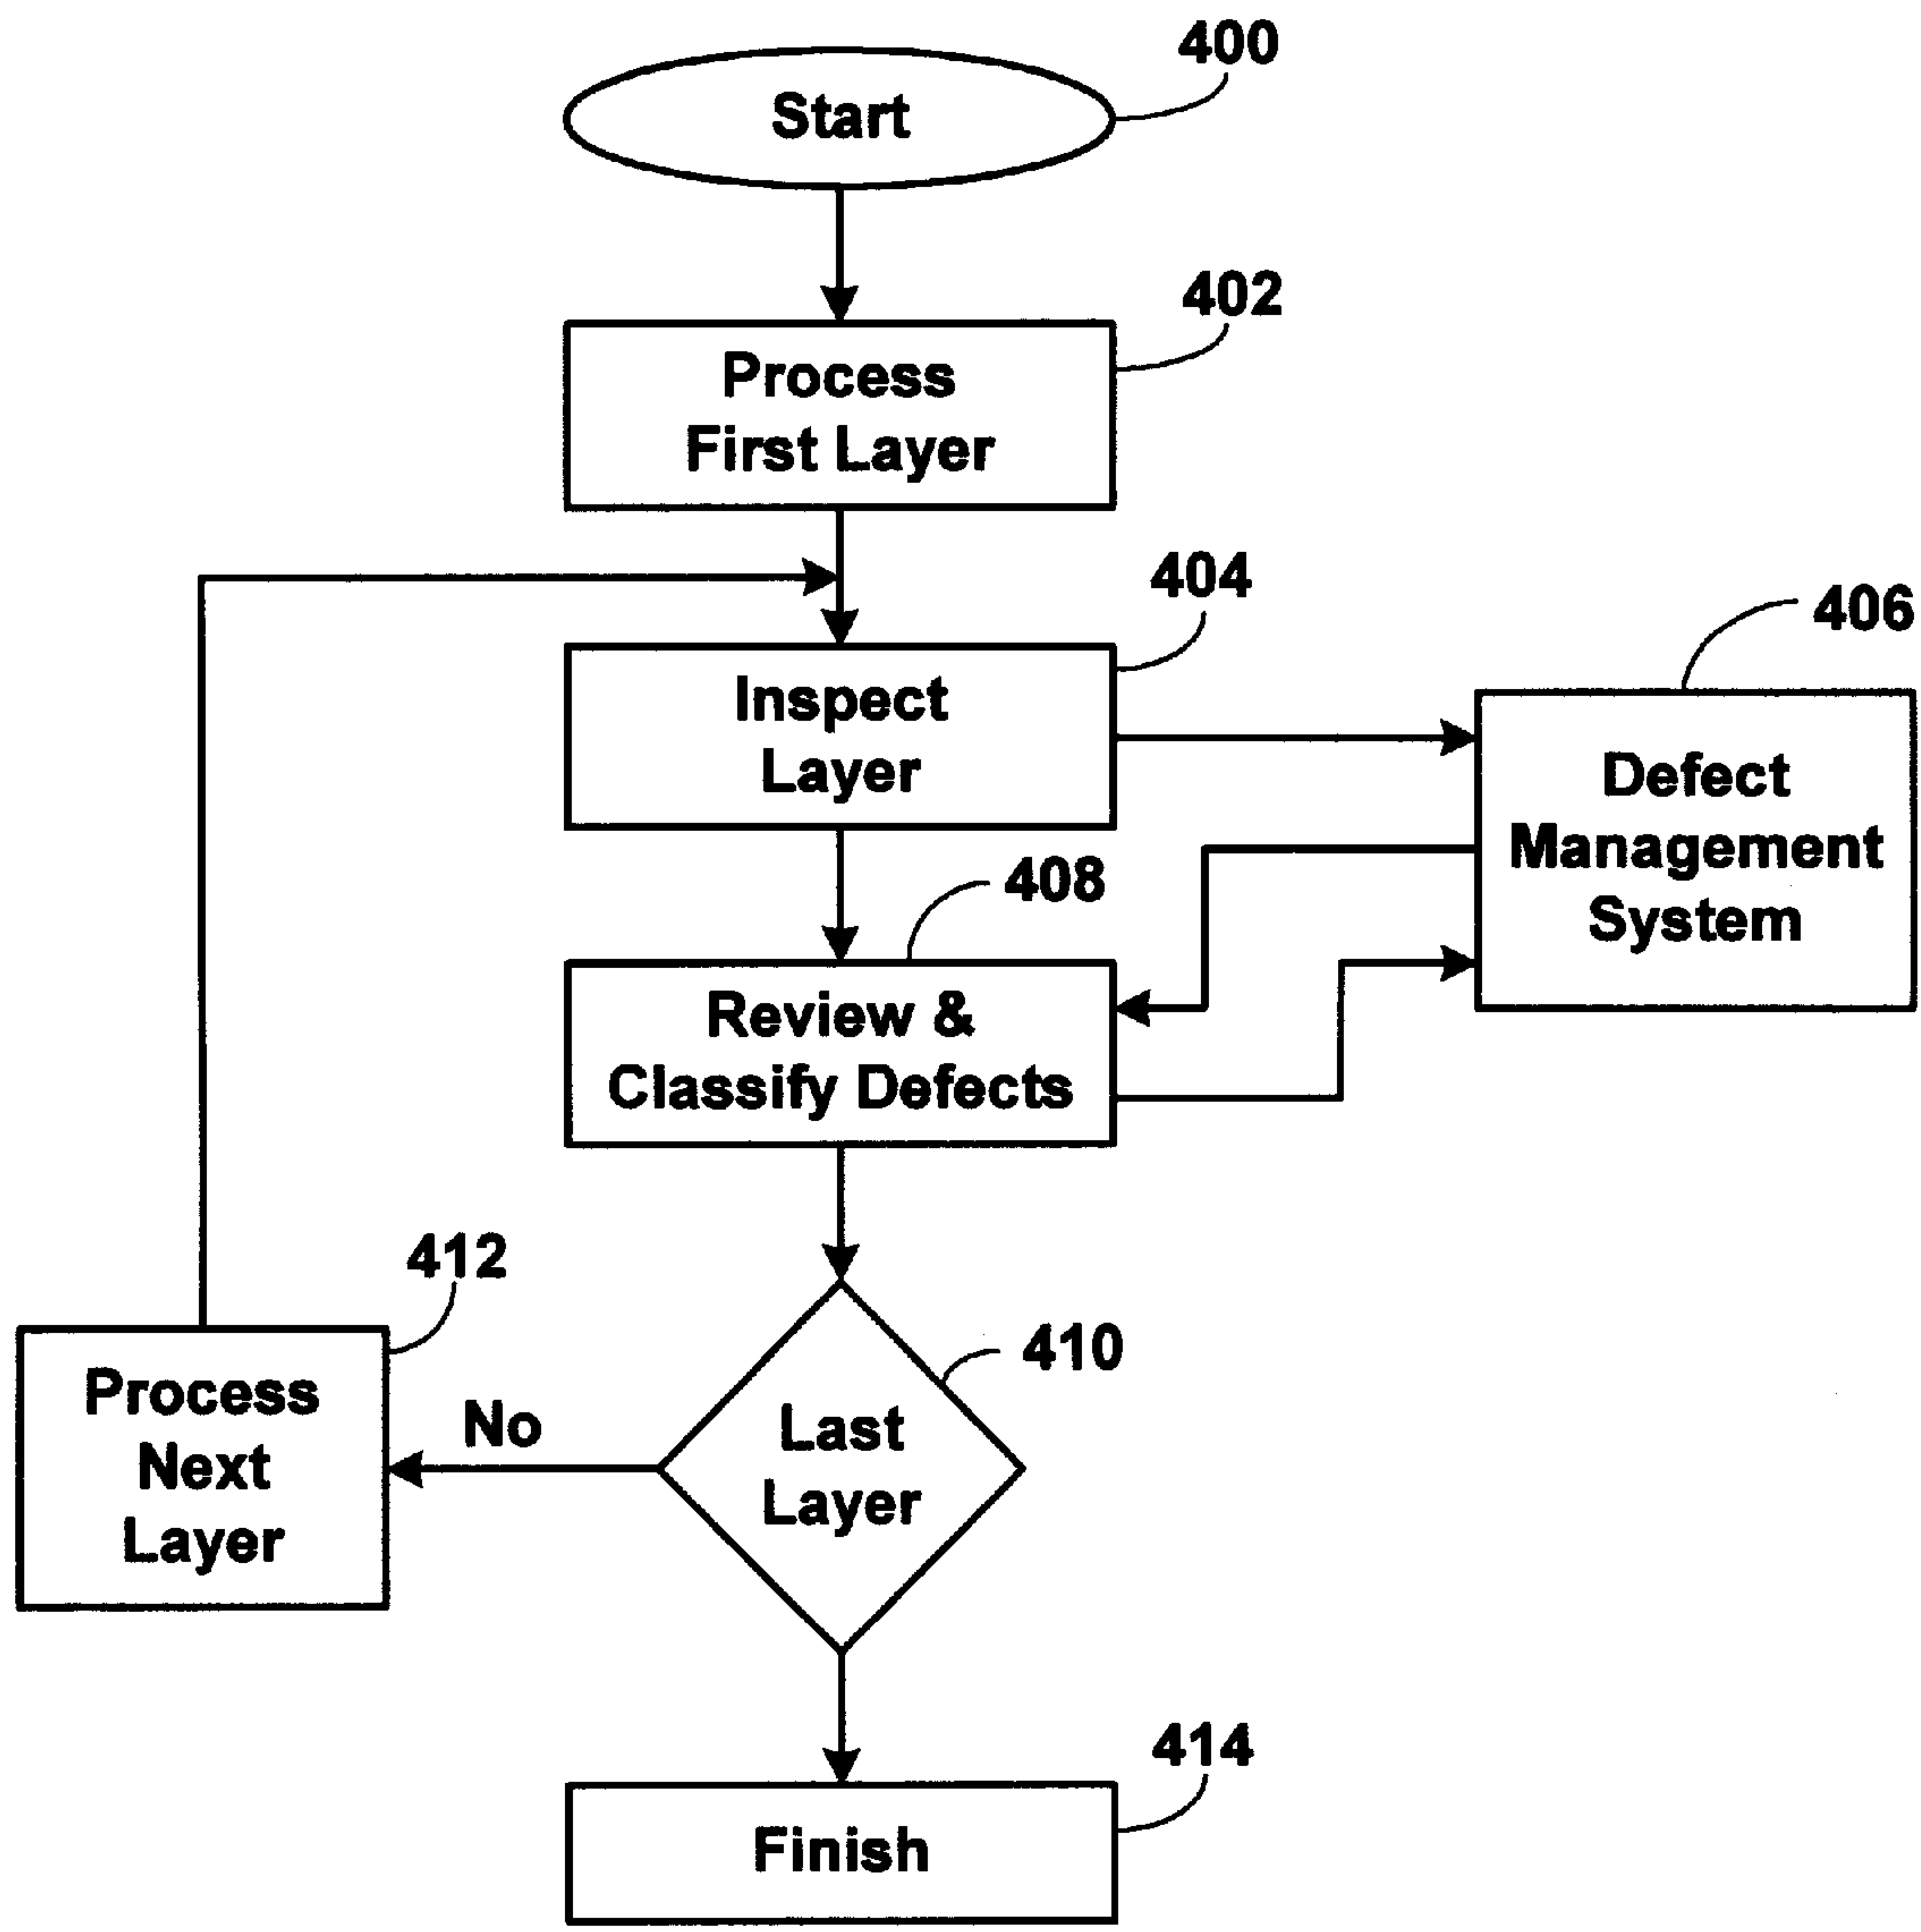 400
Start
402
Process
First Layer
404
406
Inspect
Layer
Defect
Management
System
408
Review &
Classify Defects
412
410
Process
Next
Layer
No
Last
Layer
414
Finish